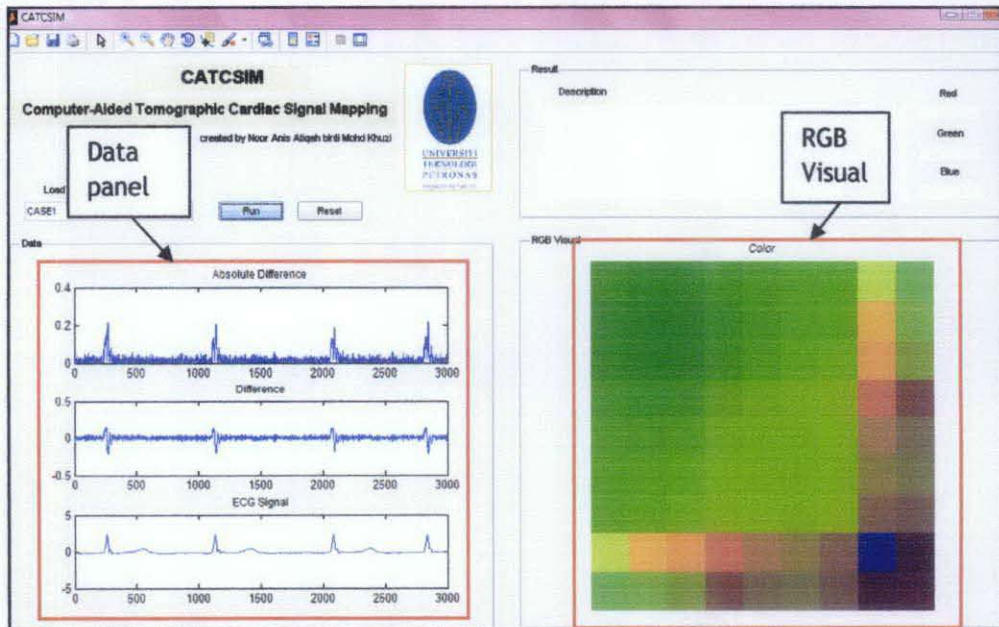 CATCSIM
CATCSIM
Computer-Aided Tomographic Cardiac Signal Mapping
created by Noor Anis Atiqah binti Mohd Khuzi
UNIVERSITI
TEKNOLOGI
PETRONAS
Data
panel
Load
CASE1
Run
Reset
Result
Description
Red
Green
Blue
RGB
Visual
Data
Absolute Difference
0.4
0.2
0
0 500 1000 1500 2000 2500 3000
Difference
0.5
0
-0.5
0 500 1000 1500 2000 2500 3000
ECG Signal
5
0
-5
0 500 1000 1500 2000 2500 3000
RGB Visual
Color